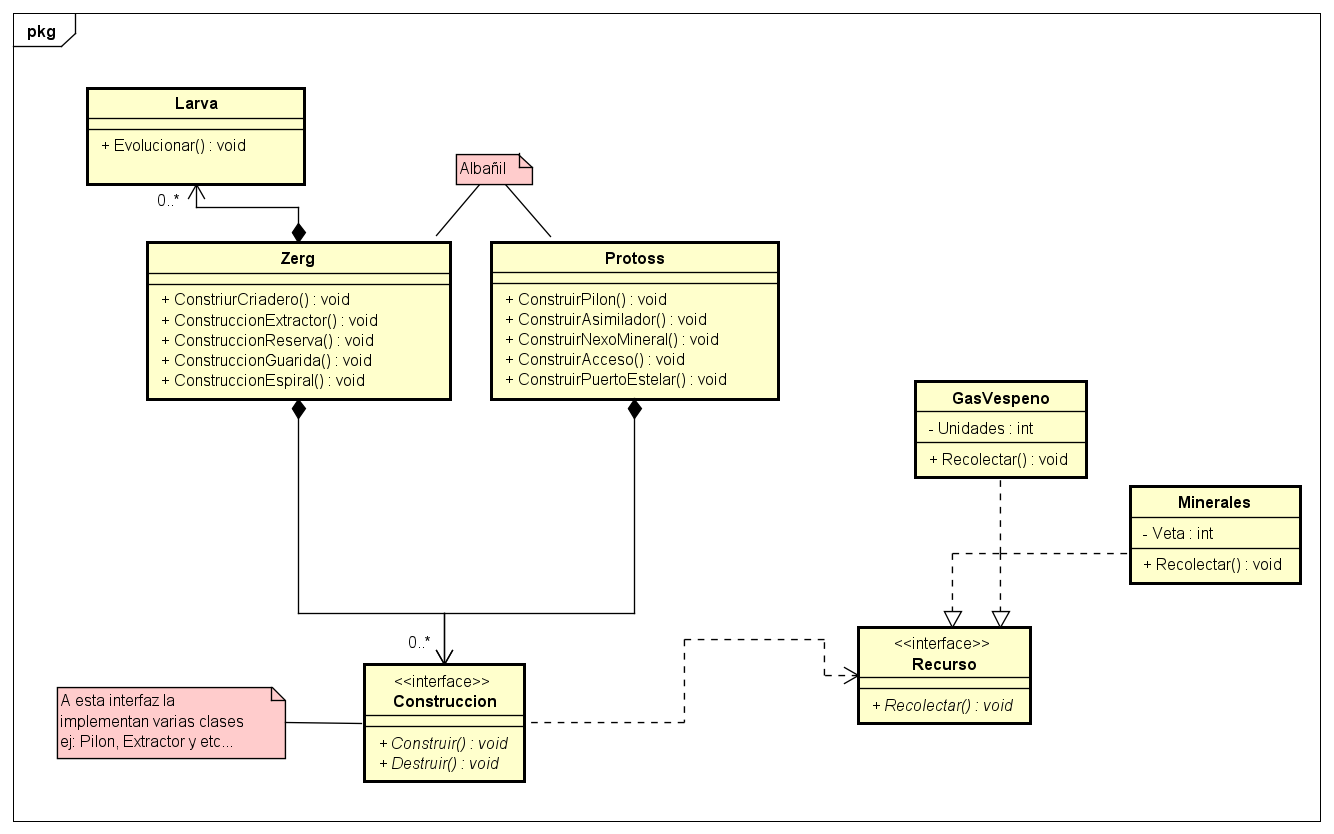 pkg
Larva
+ Evolucionar() : void
0..*
Albañil
Zerg
+ ConstriurCriadero() : void
+ ConstruccionExtractor() : void
+ ConstruccionReserva() : void
+ ConstruccionGuarida() : void
+ ConstruccionEspiral() : void
Protoss
+ ConstruirPilon() : void
+ ConstruirAsimilador() : void
+ ConstruirNexoMineral() : void
+ ConstruirAcceso() : void
+ ConstruirPuertoEstelar() : void
GasVespeno
- Unidades : int
+ Recolectar() : void
Minerales
- Veta : int
+ Recolectar() : void
0..*
<<interface>>
Construccion
+ Construir() : void
+ Destruir() : void
<<interface>>
Recurso
+ Recolectar() : void
A esta interfaz la
implementan varias clases
ej: Pilon, Extractor y etc...